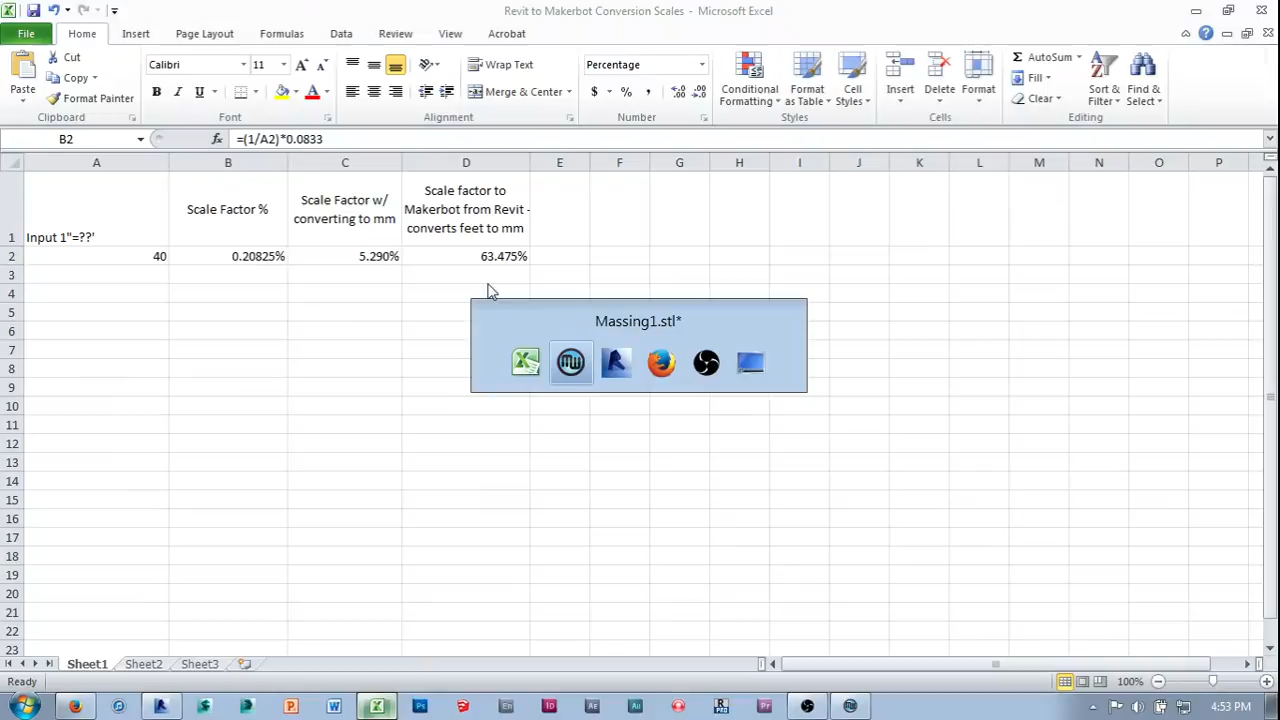 Revit to Makerbot Conversion Scales - Microsoft Excel
File Home Insert Page Layout Formulas Data Review View Acrobat
Paste
Cut
Copy
Format Painter
Clipboard
Calibri 11
B I U
Font
Wrap Text
Merge & Center
Alignment
Percentage
$ % ,
Number
Conditional Formatting
Format as Table
Cell Styles
Styles
Insert
Delete
Format
Cells
AutoSum
Fill
Clear
Sort & Filter
Find & Select
Editing
B2 fx =(1/A2)*0.0833
A B C D E F G H I J K L M N O P
1 Input 1"=??' 
Scale Factor %
Scale Factor w/
converting to mm
Scale factor to
Makerbot from Revit -
converts feet to mm
2 40 0.20825% 5.290% 63.475%
3
4
5
6
7
8
9
10
11
12
13
14
15
16
17
18
19
20
21
22
23
Massing1.stl*
Sheet1 Sheet2 Sheet3
Ready 100%
4:53 PM